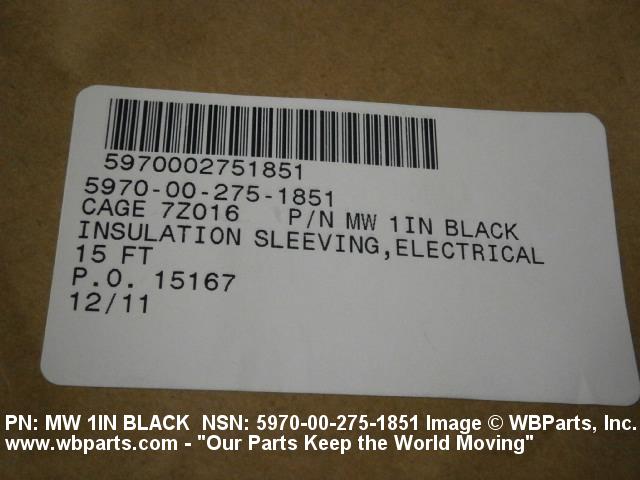 5970002751851
5970-00-275-1851
CAGE 7Z016 P/N MW 1IN BLACK
INSULATION SLEEVING,ELECTRICAL
15 FT
P.O. 15167
12/11
PN: MW 1IN BLACK NSN: 5970-00-275-1851 Image © WBParts, Inc.
www.wbparts.com - "Our Parts Keep the World Moving"